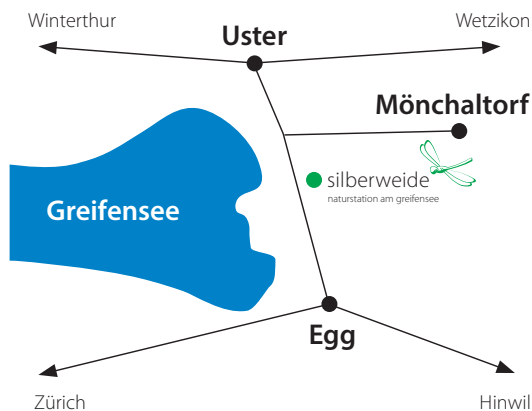 Winterthur
Wetzikon
Uster
Mönchaltorf
silberweide
naturstation am greifensee
Greifensee
Egg
Zürich
Hinwil